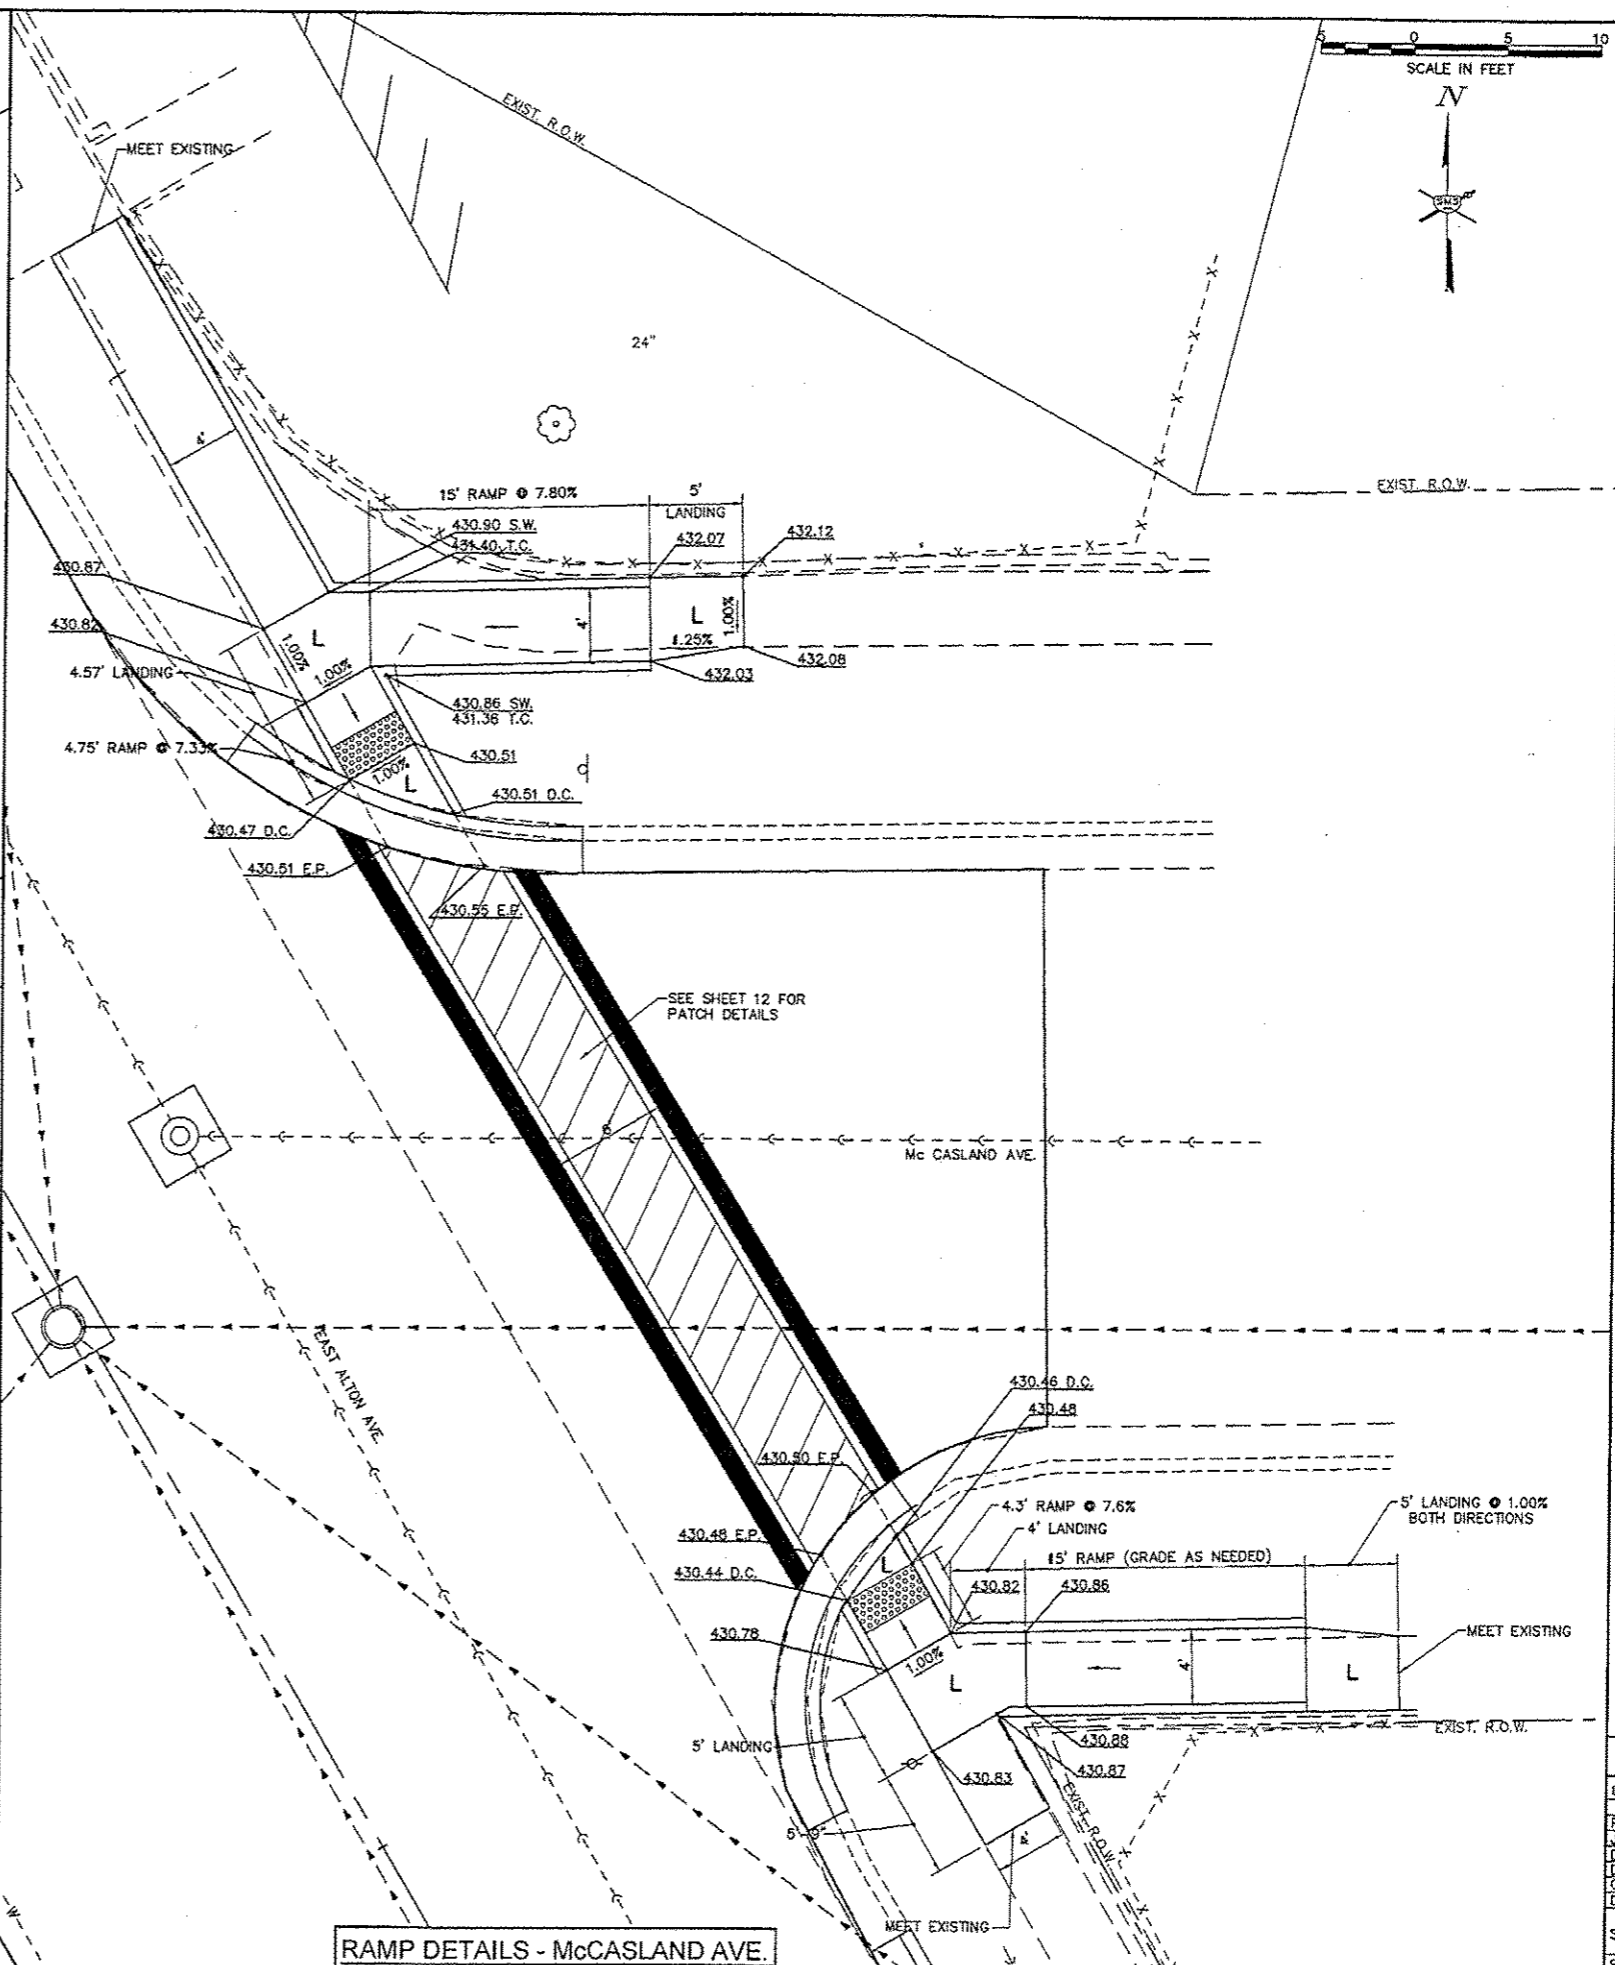 5 0 5 10
SCALE IN FEET
N
EXIST. R.O.W.
MEET EXISTING
24"
4'
15' RAMP @ 7.80%
5'
LANDING
EXIST. R.O.W.
430.90 S.W.
431.40 T.C.
432.07
432.12
430.87
430.82
L
1.00%
1.00%
4'
L
1.25%
1.00%
4.57' LANDING
432.03
432.08
430.86 SW.
431.36 T.C.
4.75' RAMP @ 7.33%
430.51
1.00%
L
430.51 D.C.
430.47 D.C.
430.51 E.P.
430.55 E.P.
SEE SHEET 12 FOR
PATCH DETAILS
6'
Mc CASLAND AVE.
EAST ALTON AVE.
430.46 D.C.
430.48
430.50 E.P.
4.3' RAMP @ 7.6%
4' LANDING
5' LANDING @ 1.00%
BOTH DIRECTIONS
430.48 E.P.
L
15' RAMP (GRADE AS NEEDED)
430.44 D.C.
430.82
430.86
430.78
1.00%
L
4'
L
MEET EXISTING
EXIST. R.O.W.
5' LANDING
430.88
430.87
430.83
EXIST. R.O.W.
5'-9"
4'
MEET EXISTING
W
RAMP DETAILS - McCASLAND AVE.